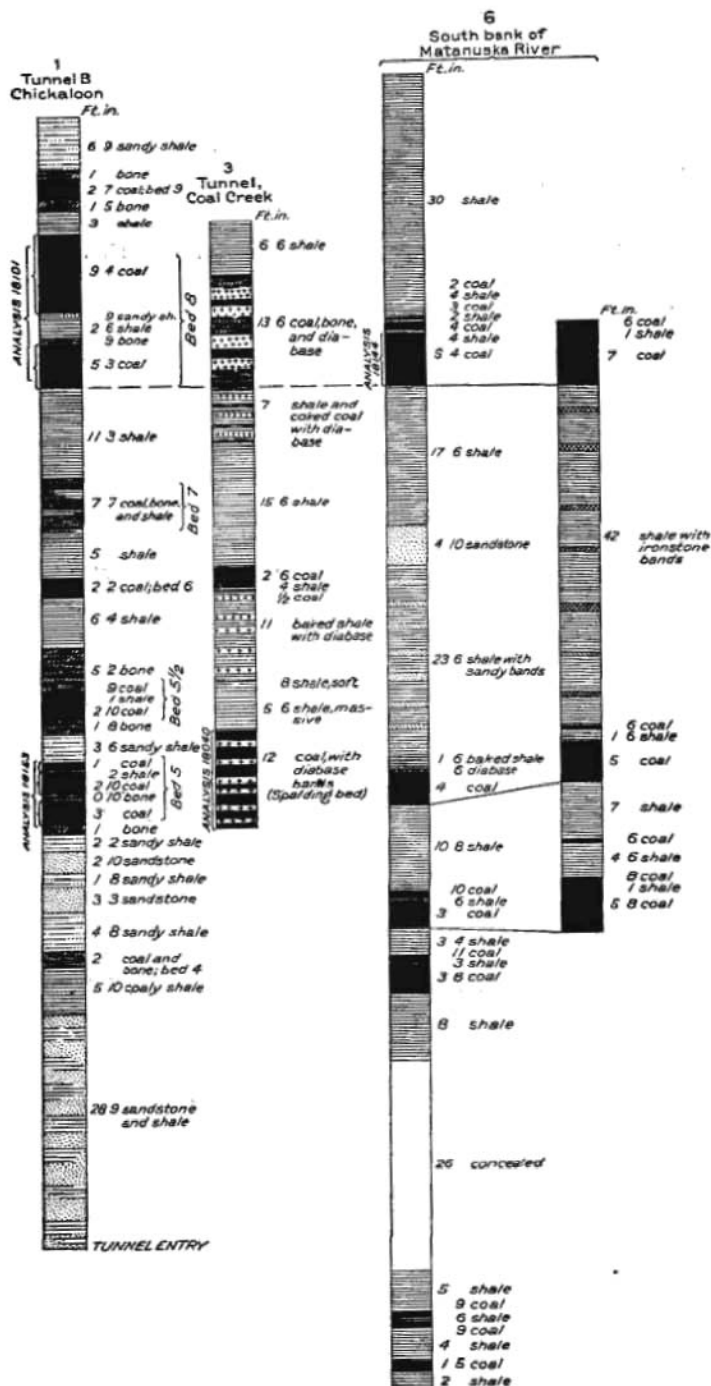 1
Tunnel B
Chickaloon
Ft. in.
6 9 sandy shale
1 bone
2 7 coal; bed 9
1 5 bone
3 shale
9 4 coal
9 sandy sh.
2 6 shale
9 bone
5 3 coal
ANALYSIS 18101
Bed 8
11 3 shale
7 7 coal, bone,
and shale
Bed 7
5 shale
2 2 coal; bed 6
6 4 shale
5 2 bone
9 coal
1 shale
2 10 coal
1 8 bone
Bed 5½
3 6 sandy shale
1 coal
2 shale
2 10 coal
0 10 bone
3 coal
1 bone
ANALYSIS 18153
Bed 5
2 2 sandy shale
2 10 sandstone
1 8 sandy shale
3 3 sandstone
4 8 sandy shale
2 coal and
bone; bed 4
5 10 coaly shale
28 9 sandstone
and shale
TUNNEL ENTRY
3
Tunnel,
Coal Creek
Ft. in.
6 6 shale
13 6 coal, bone,
and dia-
base
7 shale and
coked coal
with dia-
base
15 6 shale
2 6 coal
4 shale
½ coal
11 baked shale
with diabase
8 shale, soft
5 6 shale, mas-
sive
12 coal, with
diabase
bands
(Spalding bed)
ANALYSIS 18040
6
South bank of
Matanuska River
Ft. in.
30 shale
2 coal
4 shale
coal
shale
4 coal
4 shale
5 4 coal
ANALYSIS
17 6 shale
4 10 sandstone
23 6 shale with
sandy bands
1 6 baked shale
6 diabase
4 coal
10 8 shale
10 coal
6 shale
3 coal
3 4 shale
11 coal
3 shale
3 8 coal
8 shale
26 concealed
5 shale
9 coal
6 shale
9 coal
4 shale
1 5 coal
2 shale
Ft. in.
6 coal
1 shale
7 coal
42 shale with
ironstone
bands
6 coal
1 6 shale
5 coal
7 shale
6 coal
4 6 shale
8 coal
1 shale
5 8 coal